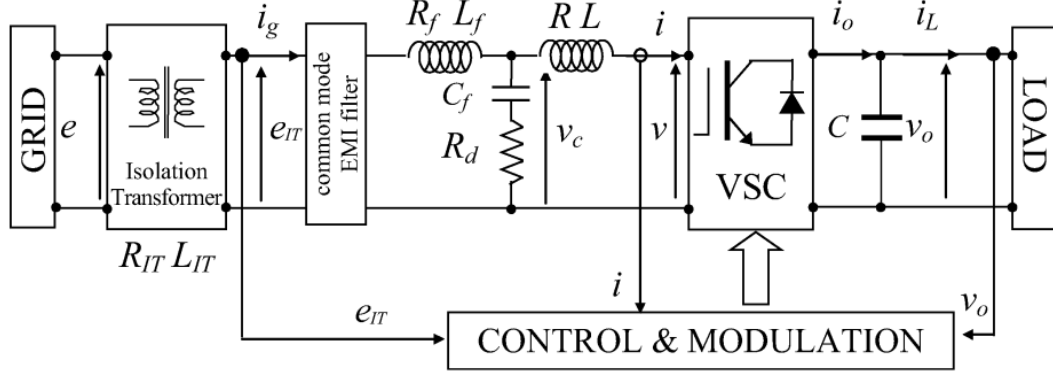 GRID
e
Isolation
Transformer
R_IT L_IT
i_g
e_IT
common mode
EMI filter
R_f L_f
C_f
R_d
R L
v_c
i
v
VSC
i_o
C
i_L
v_o
LOAD
e_IT
i
v_o
CONTROL & MODULATION